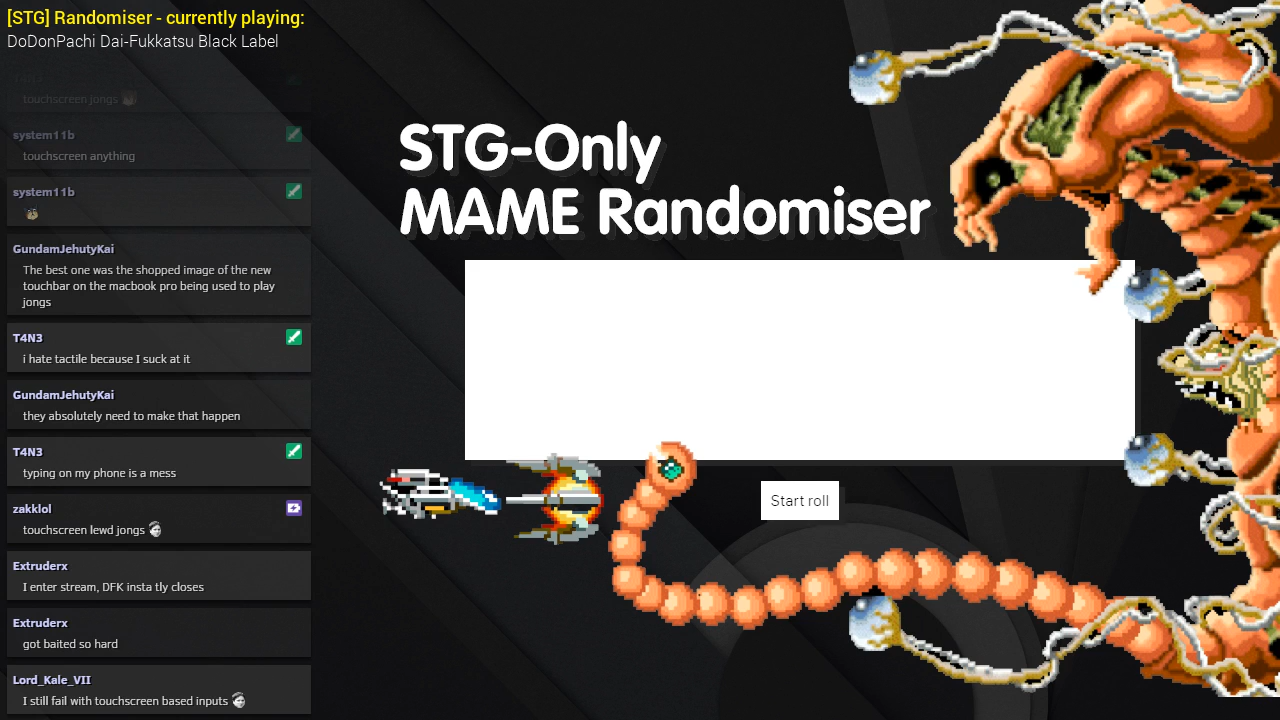 [STG] Randomiser - currently playing:
DoDonPachi Dai-Fukkatsu Black Label
touchscreen jongs
system11b
touchscreen anything
system11b
GundamJehutyKai
The best one was the shopped image of the new
touchbar on the macbook pro being used to play
jongs
T4N3
i hate tactile because I suck at it
GundamJehutyKai
they absolutely need to make that happen
T4N3
typing on my phone is a mess
zakklol
touchscreen lewd jongs
Extruderx
I enter stream, DFK insta tly closes
Extruderx
got baited so hard
Lord_Kale_VII
I still fail with touchscreen based inputs
STG-Only
MAME Randomiser
Start roll